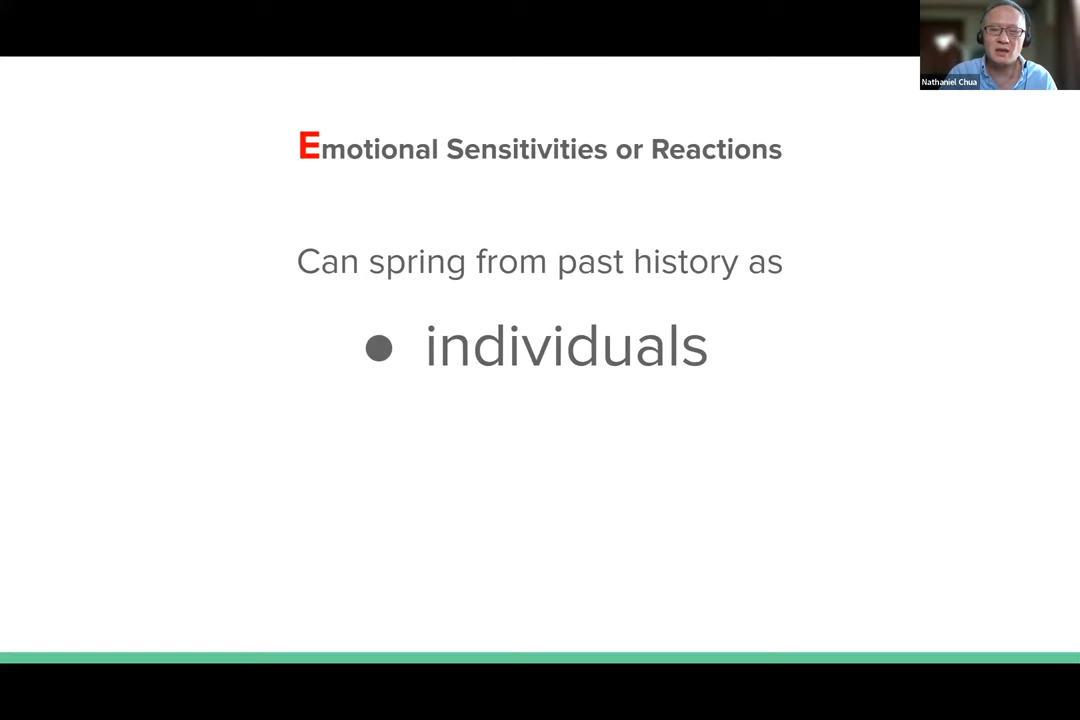 Nathaniel Chua
Emotional Sensitivities or Reactions
Can spring from past history as
● individuals